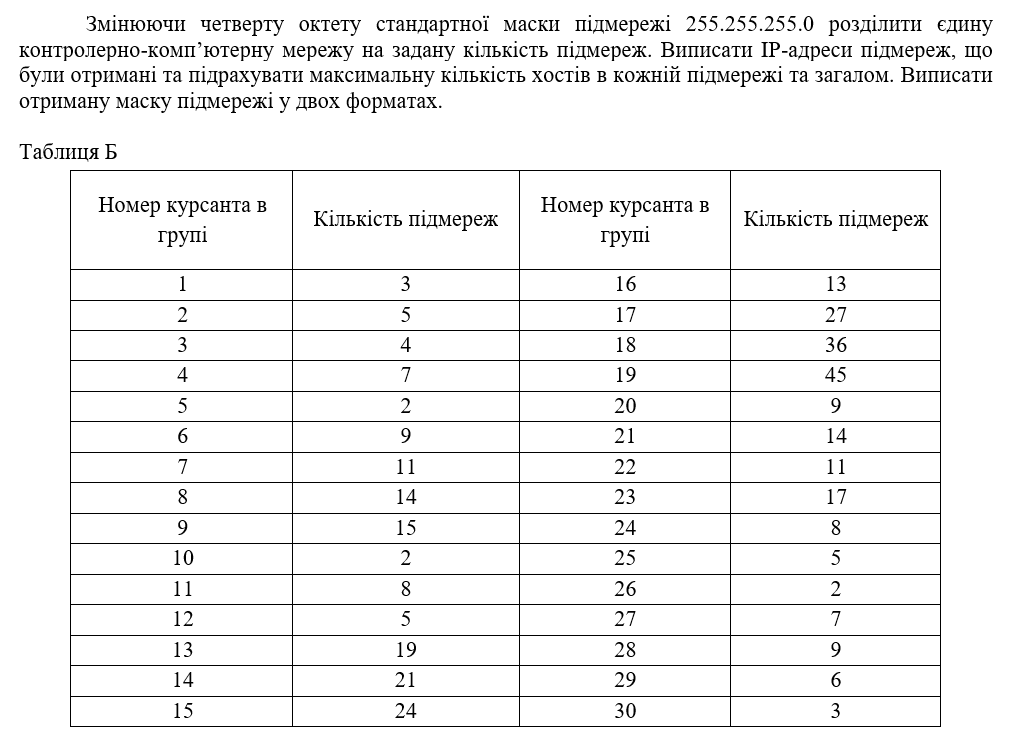 Змінюючи четверту октету стандартної маски підмережі 255.255.255.0 розділити єдину
контролерно-комп’ютерну мережу на задану кількість підмереж. Виписати IP-адреси підмереж, що
були отримані та підрахувати максимальну кількість хостів в кожній підмережі та загалом. Виписати
отриману маску підмережі у двох форматах.
Таблиця Б
Номер курсанта в групі Кількість підмереж Номер курсанта в групі Кількість підмереж
1 3 16 13
2 5 17 27
3 4 18 36
4 7 19 45
5 2 20 9
6 9 21 14
7 11 22 11
8 14 23 17
9 15 24 8
10 2 25 5
11 8 26 2
12 5 27 7
13 19 28 9
14 21 29 6
15 24 30 3